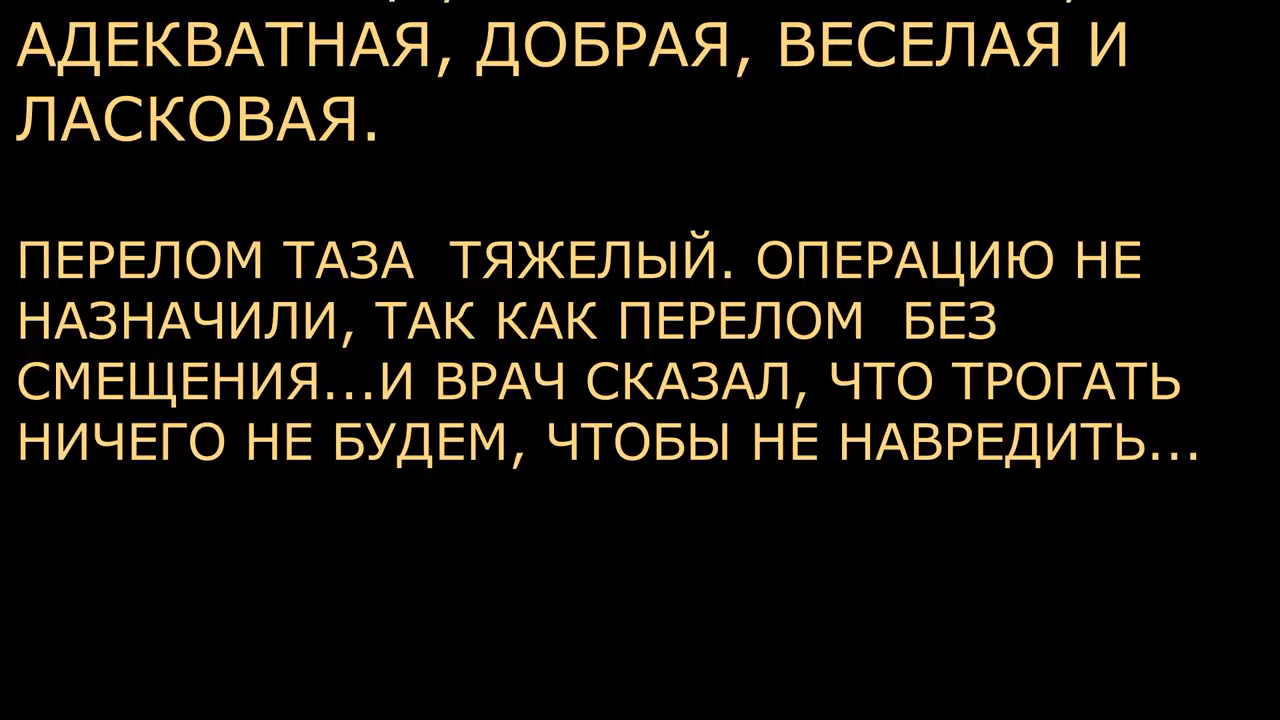 АДЕКВАТНАЯ, ДОБРАЯ, ВЕСЕЛАЯ И
ЛАСКОВАЯ.
ПЕРЕЛОМ ТАЗА ТЯЖЕЛЫЙ. ОПЕРАЦИЮ НЕ
НАЗНАЧИЛИ, ТАК КАК ПЕРЕЛОМ БЕЗ
СМЕЩЕНИЯ...И ВРАЧ СКАЗАЛ, ЧТО ТРОГАТЬ
НИЧЕГО НЕ БУДЕМ, ЧТОБЫ НЕ НАВРЕДИТЬ...